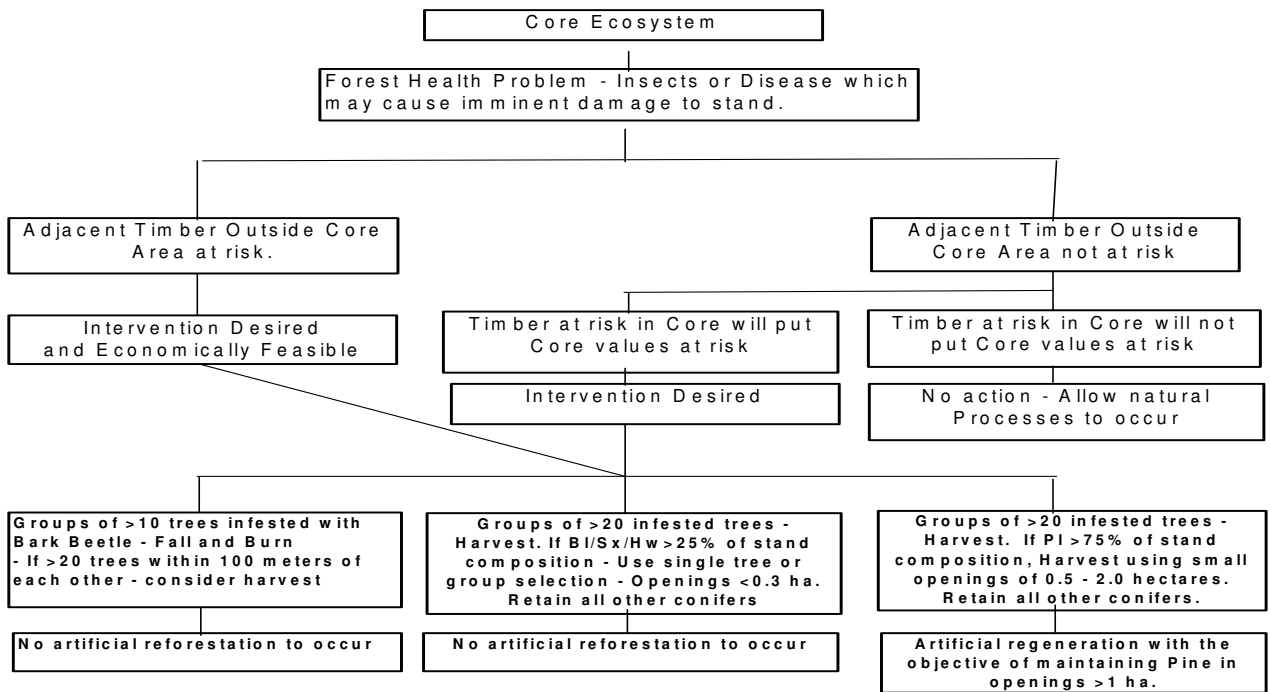 Core Ecosystem
Forest Health Problem - Insects or Disease which
may cause imminent damage to stand.
Adjacent Timber Outside Core
Area at risk.
Adjacent Timber Outside
Core Area not at risk
Intervention Desired
and Economically Feasible
Timber at risk in Core will put
Core values at risk
Timber at risk in Core will not
put Core values at risk
Intervention Desired
No action - Allow natural
Processes to occur
Groups of >10 trees infested with
Bark Beetle - Fall and Burn
- If >20 trees within 100 meters of
each other - consider harvest
Groups of >20 infested trees -
Harvest. If Bl/Sx/Hw >25% of stand
composition - Use single tree or
group selection - Openings <0.3 ha.
Retain all other conifers
Groups of >20 infested trees -
Harvest. If Pl >75% of stand
composition, Harvest using small
openings of 0.5 - 2.0 hectares.
Retain all other conifers.
No artificial reforestation to occur
No artificial reforestation to occur
Artificial regeneration with the
objective of maintaining Pine in
openings >1 ha.